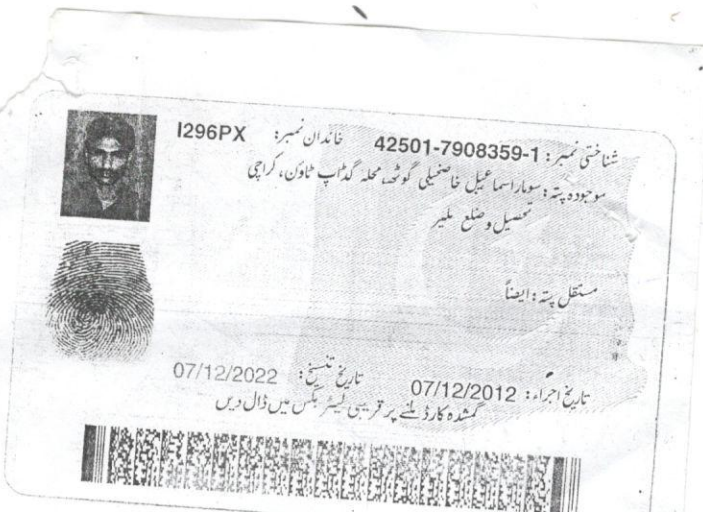 شناختی نمبر: 42501-7908359-1 خاندان نمبر: I296PX
موجودہ پتہ: سومار اسماعیل خاصخیلی گوٹھ، محلہ گڈاپ ٹاؤن، کراچی
تحصیل و ضلع ملیر
مستقل پتہ: ایضاً
تاریخ اجراء: 07/12/2012 تاریخ تنسیخ: 07/12/2022
گمشدہ کارڈ ملنے پر قریبی لیٹر بکس میں ڈال دیں